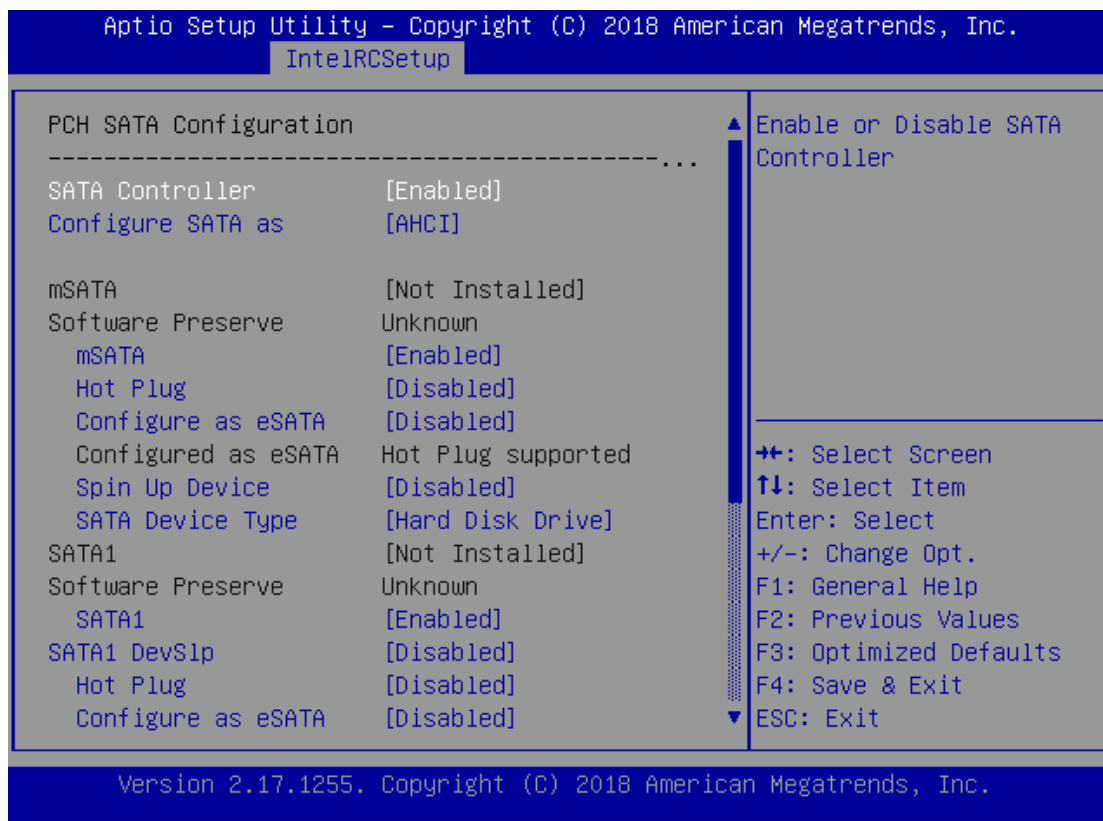 Aptio Setup Utility – Copyright (C) 2018 American Megatrends, Inc.
IntelRCSetup
PCH SATA Configuration
--------------------------------------------...
SATA Controller [Enabled]
Configure SATA as [AHCI]
mSATA [Not Installed]
Software Preserve Unknown
mSATA [Enabled]
Hot Plug [Disabled]
Configure as eSATA [Disabled]
Configured as eSATA Hot Plug supported
Spin Up Device [Disabled]
SATA Device Type [Hard Disk Drive]
SATA1 [Not Installed]
Software Preserve Unknown
SATA1 [Enabled]
SATA1 DevSlp [Disabled]
Hot Plug [Disabled]
Configure as eSATA [Disabled]
Enable or Disable SATA
Controller
→←: Select Screen
↑↓: Select Item
Enter: Select
+/-: Change Opt.
F1: General Help
F2: Previous Values
F3: Optimized Defaults
F4: Save & Exit
ESC: Exit
Version 2.17.1255. Copyright (C) 2018 American Megatrends, Inc.